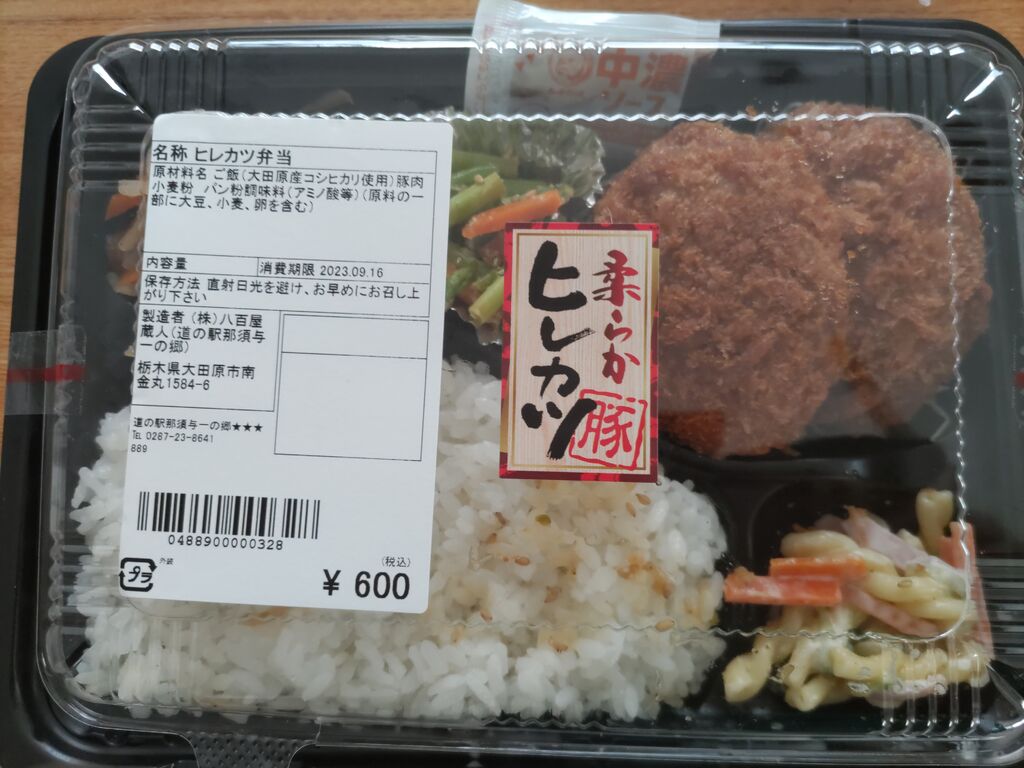 中濃
ソース
名称 ヒレカツ弁当
原材料名 ご飯(大田原産コシヒカリ使用)豚肉
小麦粉 パン粉調味料(アミノ酸等)(原料の一
部に大豆、小麦、卵を含む)
内容量
消費期限 2023.09.16
保存方法 直射日光を避け、お早めにお召し上
がり下さい
製造者 (株)八百屋
蔵人(道の駅那須与
一の郷)
栃木県大田原市南
金丸1584-6
道の駅那須与一の郷★★★
TEL 0287-23-8641
889
0488900000328
プラ
外装
(税込)
¥ 600
柔らか
ヒレカツ
豚